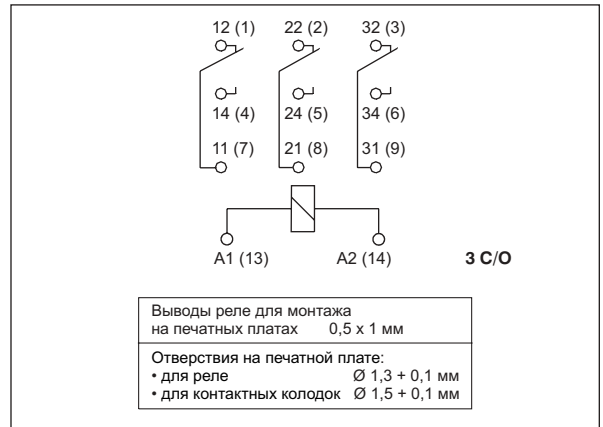 12 (1) 22 (2) 32 (3)
14 (4) 24 (5) 34 (6)
11 (7) 21 (8) 31 (9)
A1 (13) A2 (14) 3 C/O
Выводы реле для монтажа
на печатных платах 0,5 x 1 мм
Отверстия на печатной плате:
• для реле Ø 1,3 + 0,1 мм
• для контактных колодок Ø 1,5 + 0,1 мм